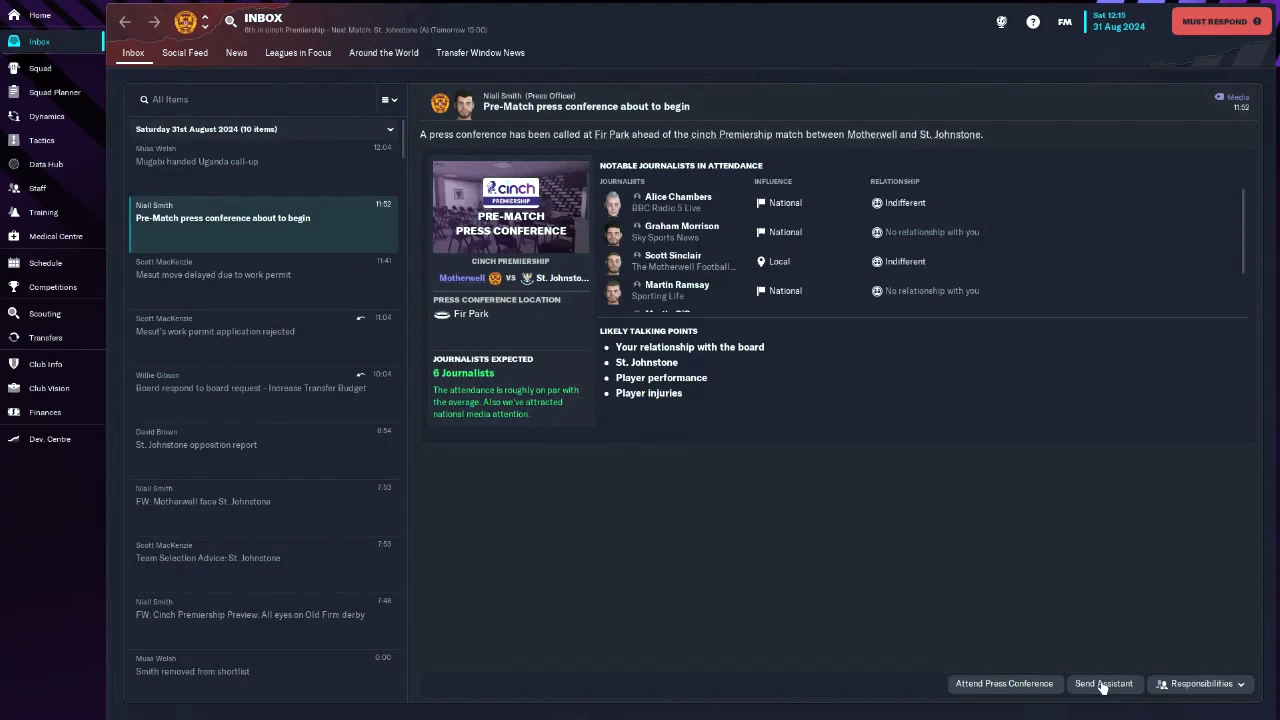 Home
Inbox
Squad
Squad Planner
Dynamics
Tactics
Data Hub
Staff
Training
Medical Centre
Schedule
Competitions
Scouting
Transfers
Club Info
Club Vision
Finances
Dev. Centre
INBOX
6th in cinch Premiership - Next Match: St. Johnstone (A) (Tomorrow 15:00)
FM
Sat 12:15
31 Aug 2024
MUST RESPOND
Inbox Social Feed News Leagues in Focus Around the World Transfer Window News
All Items
Saturday 31st August 2024 (10 items)
Musa Welsh 12:04
Mugabi handed Uganda call-up
Niall Smith 11:52
Pre-Match press conference about to begin
Scott MacKenzie 11:41
Mesut move delayed due to work permit
Scott MacKenzie 11:04
Mesut's work permit application rejected
Willie Gibson 10:04
Board respond to board request - Increase Transfer Budget
David Brown 8:54
St. Johnstone opposition report
Niall Smith 7:53
FW: Motherwell face St. Johnstone
Scott MacKenzie 7:53
Team Selection Advice: St. Johnstone
Niall Smith 7:48
FW: Cinch Premiership Preview: All eyes on Old Firm derby
Musa Welsh 0:00
Smith removed from shortlist
Niall Smith (Press Officer)
Pre-Match press conference about to begin
Media
11:52
A press conference has been called at Fir Park ahead of the cinch Premiership match between Motherwell and St. Johnstone.
cinch
PREMIERSHIP
PRE-MATCH
PRESS CONFERENCE
CINCH PREMIERSHIP
Motherwell VS St. Johnsto...
PRESS CONFERENCE LOCATION
Fir Park
JOURNALISTS EXPECTED
6 Journalists
The attendance is roughly on par with
the average. Also we've attracted
national media attention.
NOTABLE JOURNALISTS IN ATTENDANCE
JOURNALISTS INFLUENCE RELATIONSHIP
Alice Chambers
BBC Radio 5 Live
National Indifferent
Graham Morrison
Sky Sports News
National No relationship with you
Scott Sinclair
The Motherwell Football...
Local Indifferent
Martin Ramsay
Sporting Life
National No relationship with you
LIKELY TALKING POINTS
Your relationship with the board
St. Johnstone
Player performance
Player injuries
Attend Press Conference Send Assistant Responsibilities